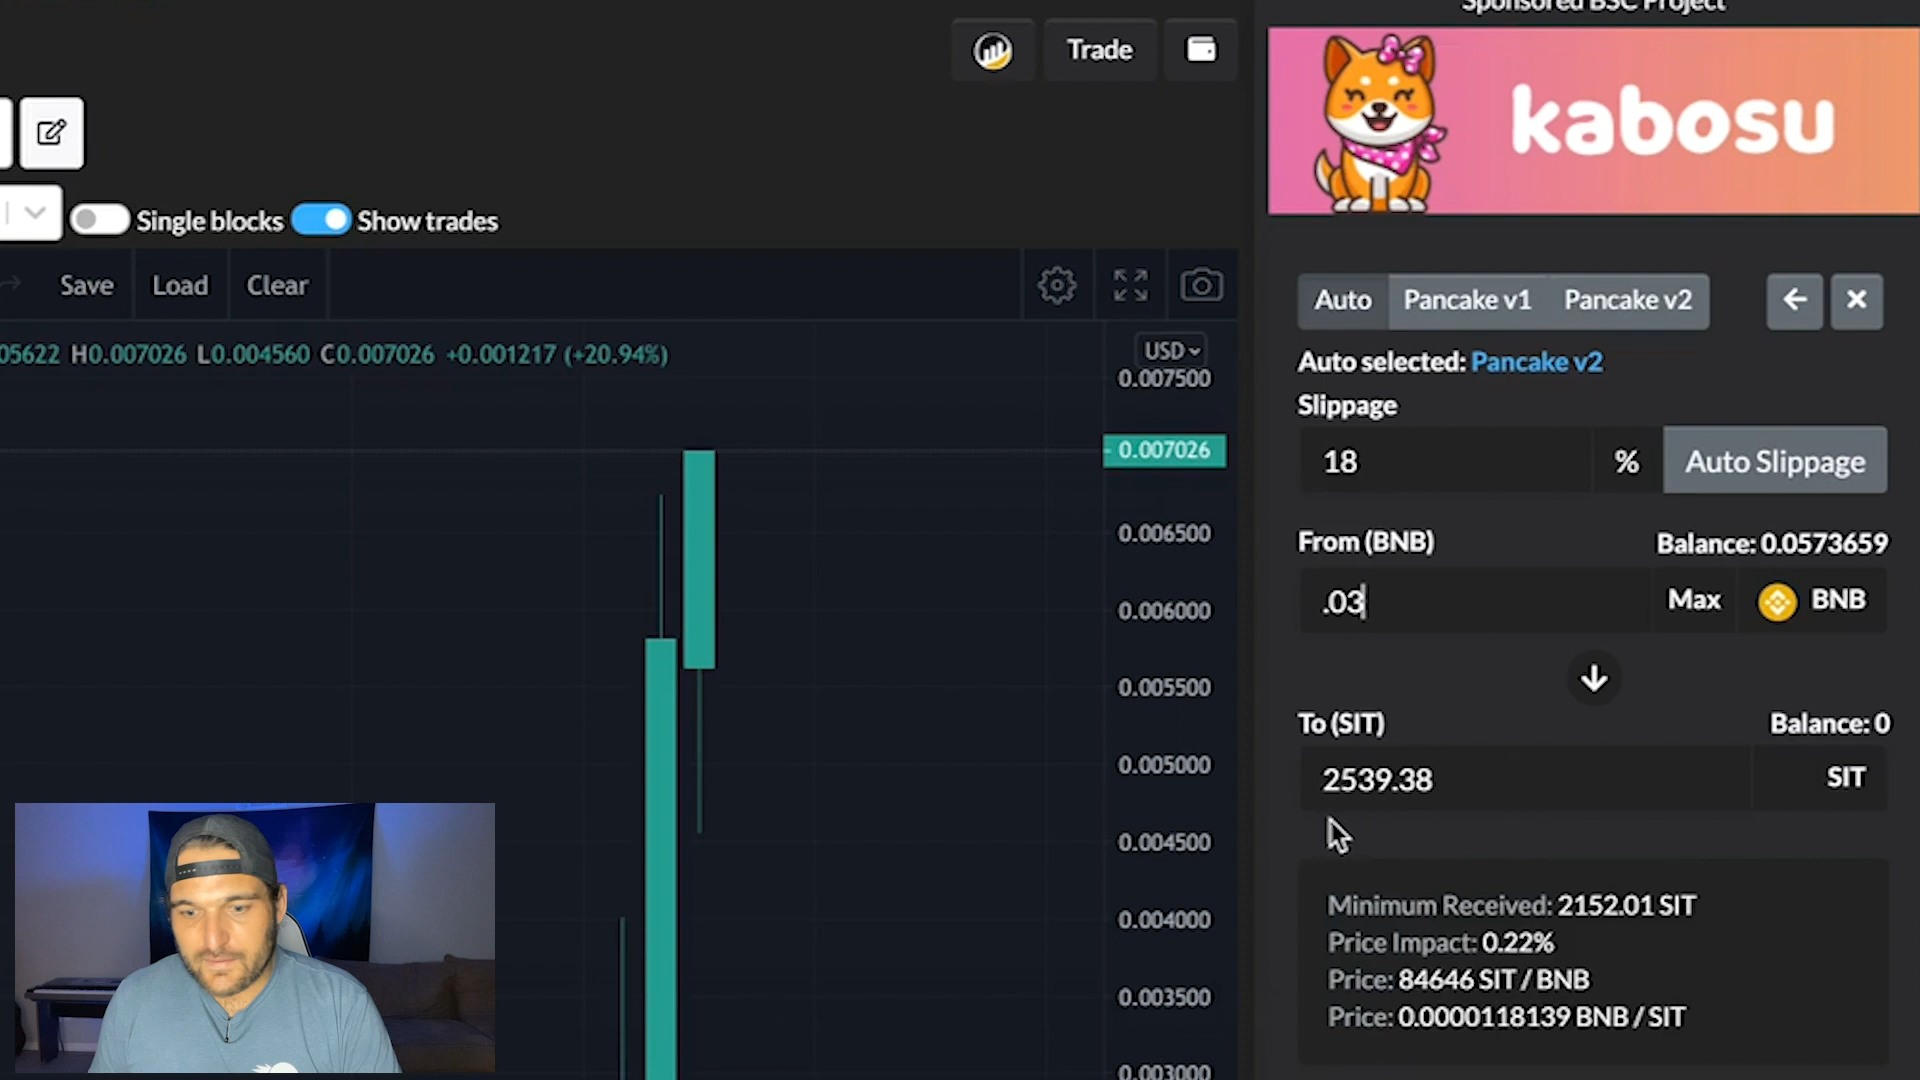 Sponsored BSC Project
Trade
kabosu
Single blocks
Show trades
Save
Load
Clear
05622 H0.007026 L0.004560 C0.007026 +0.001217 (+20.94%)
USD
0.007500
0.007026
0.006500
0.006000
0.005500
0.005000
0.004500
0.004000
0.003500
0.003000
Auto
Pancake v1
Pancake v2
Auto selected: Pancake v2
Slippage
18
%
Auto Slippage
From (BNB)
Balance: 0.0573659
.03
Max
BNB
To (SIT)
Balance: 0
2539.38
SIT
Minimum Received: 2152.01 SIT
Price Impact: 0.22%
Price: 84646 SIT / BNB
Price: 0.0000118139 BNB / SIT